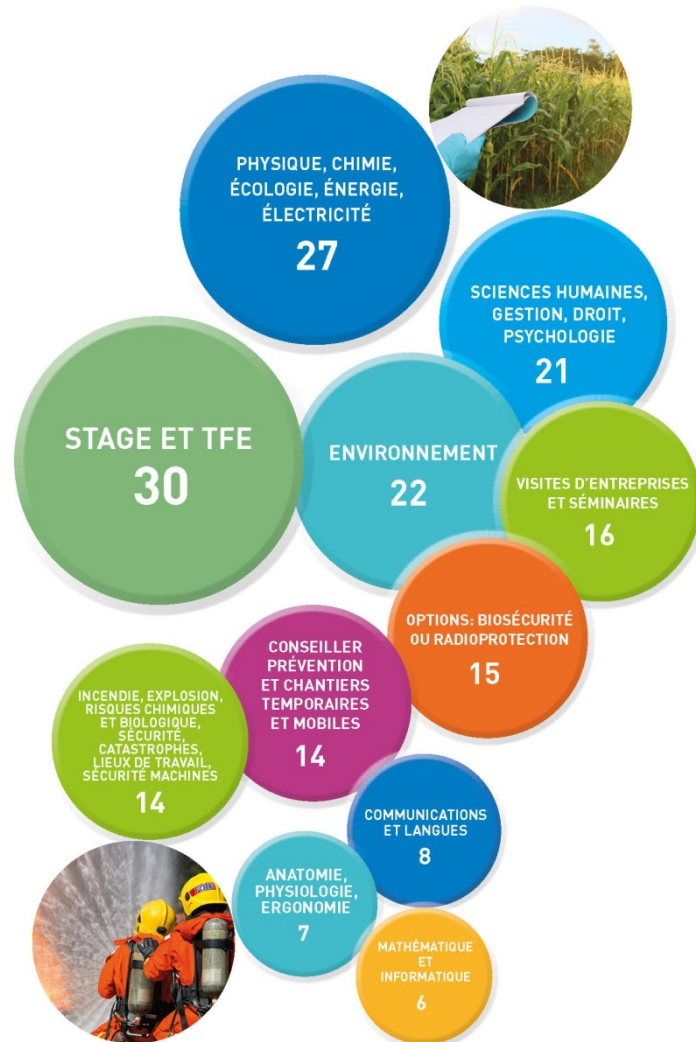 PHYSIQUE, CHIMIE,
ÉCOLOGIE, ÉNERGIE,
ÉLECTRICITÉ
27
SCIENCES HUMAINES,
GESTION, DROIT,
PSYCHOLOGIE
21
STAGE ET TFE
30
ENVIRONNEMENT
22
VISITES D'ENTREPRISES
ET SÉMINAIRES
16
OPTIONS: BIOSÉCURITÉ
OU RADIOPROTECTION
15
CONSEILLER
PRÉVENTION
ET CHANTIERS
TEMPORAIRES
ET MOBILES
14
INCENDIE, EXPLOSION,
RISQUES CHIMIQUES
ET BIOLOGIQUE,
SÉCURITÉ,
CATASTROPHES,
LIEUX DE TRAVAIL,
SÉCURITÉ MACHINES
14
COMMUNICATIONS
ET LANGUES
8
ANATOMIE,
PHYSIOLOGIE,
ERGONOMIE
7
MATHÉMATIQUE
ET
INFORMATIQUE
6